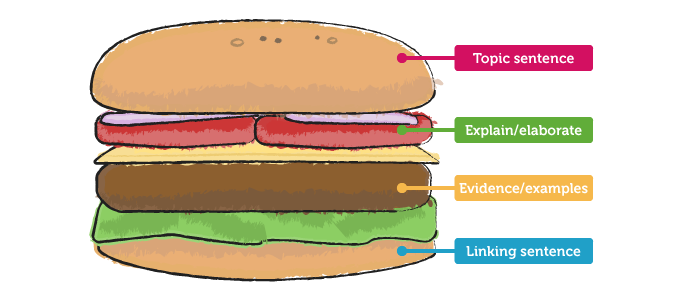 Topic sentence
Explain/elaborate
Evidence/examples
Linking sentence